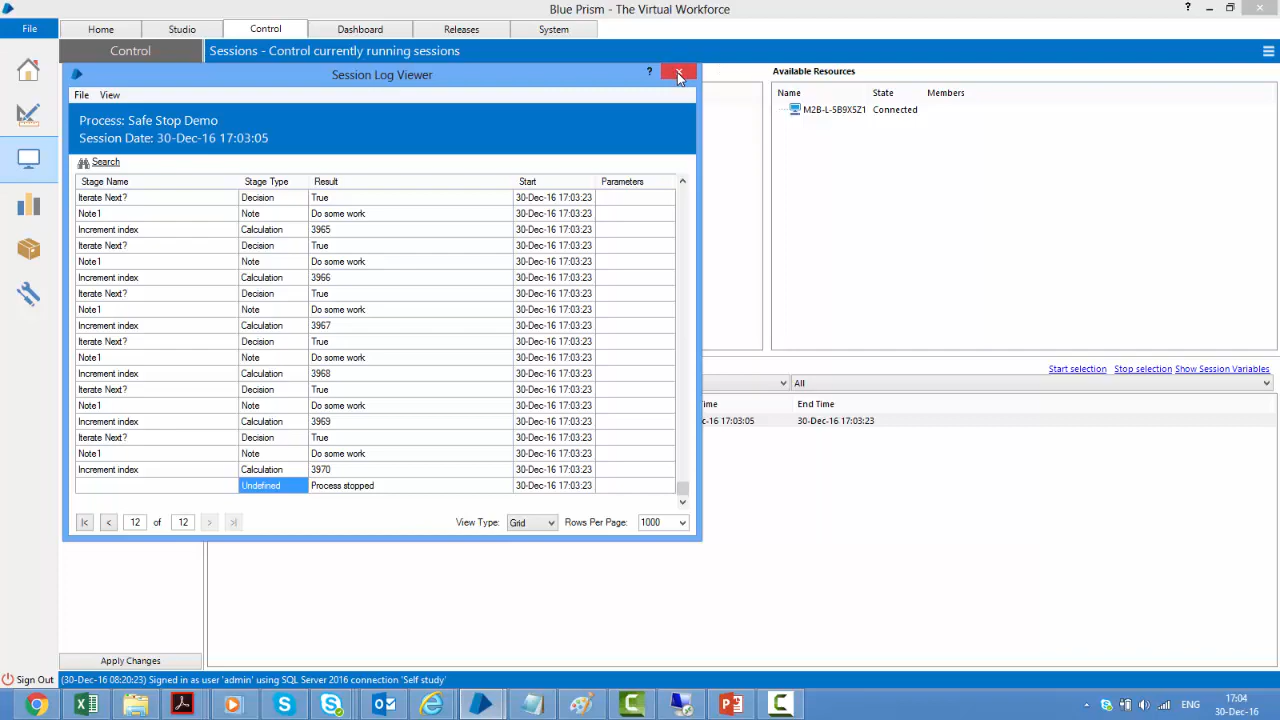 Blue Prism - The Virtual Workforce
?
File Home Studio Control Dashboard Releases System
Control Sessions - Control currently running sessions
Session Log Viewer ?
Available Resources
File View
Name State Members
M2B-L-5B9X5Z1 Connected
Process: Safe Stop Demo
Session Date: 30-Dec-16 17:03:05
Search
Stage Name Stage Type Result Start Parameters
Iterate Next? Decision True 30-Dec-16 17:03:23
Note1 Note Do some work 30-Dec-16 17:03:23
Increment index Calculation 3965 30-Dec-16 17:03:23
Iterate Next? Decision True 30-Dec-16 17:03:23
Note1 Note Do some work 30-Dec-16 17:03:23
Increment index Calculation 3966 30-Dec-16 17:03:23
Iterate Next? Decision True 30-Dec-16 17:03:23
Note1 Note Do some work 30-Dec-16 17:03:23
Increment index Calculation 3967 30-Dec-16 17:03:23
Iterate Next? Decision True 30-Dec-16 17:03:23
Note1 Note Do some work 30-Dec-16 17:03:23
Increment index Calculation 3968 30-Dec-16 17:03:23
Iterate Next? Decision True 30-Dec-16 17:03:23
Note1 Note Do some work 30-Dec-16 17:03:23
Increment index Calculation 3969 30-Dec-16 17:03:23
Iterate Next? Decision True 30-Dec-16 17:03:23
Note1 Note Do some work 30-Dec-16 17:03:23
Increment index Calculation 3970 30-Dec-16 17:03:23
Undefined Process stopped 30-Dec-16 17:03:23
12 of 12 View Type: Grid Rows Per Page: 1000
Start selection Stop selection Show Session Variables
All
ime End Time
c-16 17:03:05 30-Dec-16 17:03:23
Apply Changes
Sign Out (30-Dec-16 08:20:23) Signed in as user 'admin' using SQL Server 2016 connection 'Self study'
ENG 17:04
30-Dec-16